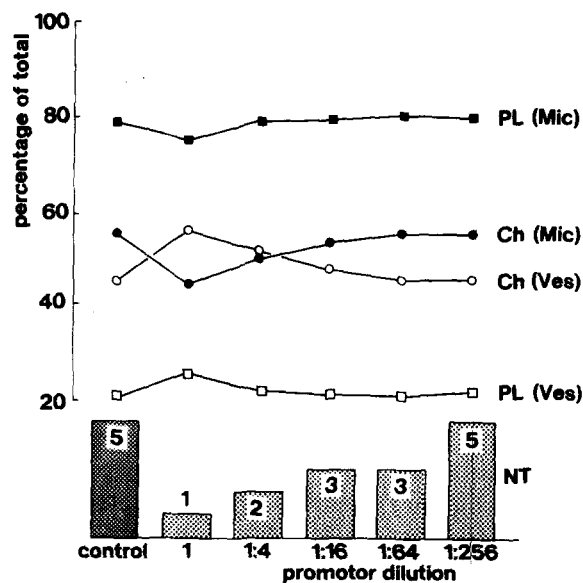 100
80
60
40
20
percentage of total
PL (Mic)
Ch (Mic)
Ch (Ves)
PL (Ves)
NT
5
1
2
3
3
5
control 1 1:4 1:16 1:64 1:256
promotor dilution